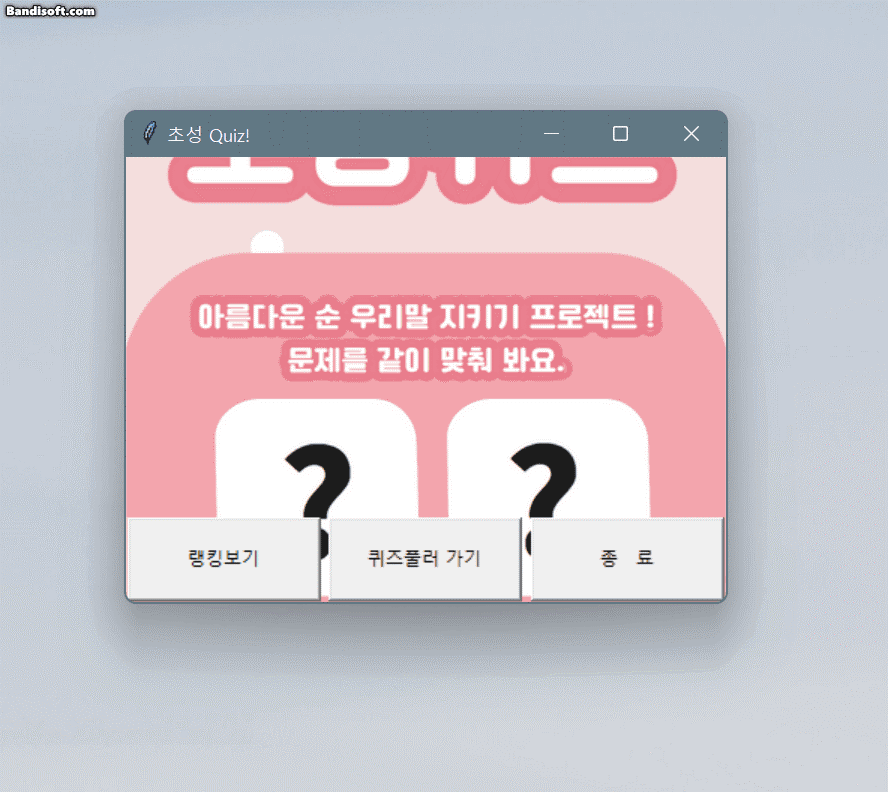 Bandisoft.com
초성 Quiz!
아름다운 순 우리말 지키기 프로젝트 !
문제를 같이 맞춰 봐요.
?
?
랭킹보기
퀴즈풀러 가기
종 료